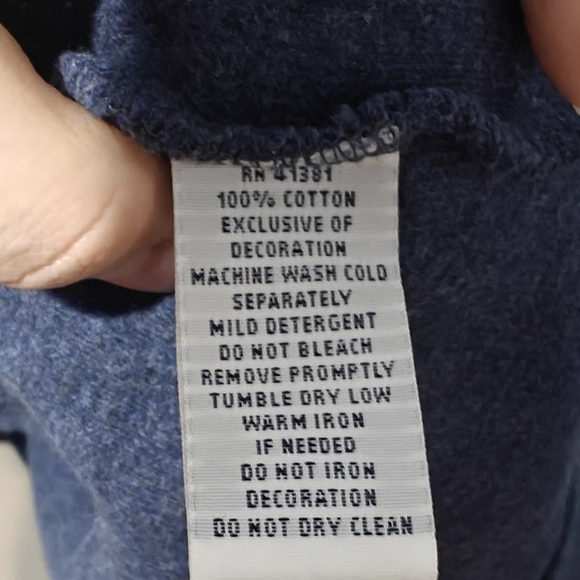 RN 41381
100% COTTON
EXCLUSIVE OF
DECORATION
MACHINE WASH COLD
SEPARATELY
MILD DETERGENT
DO NOT BLEACH
REMOVE PROMPTLY
TUMBLE DRY LOW
WARM IRON
IF NEEDED
DO NOT IRON
DECORATION
DO NOT DRY CLEAN